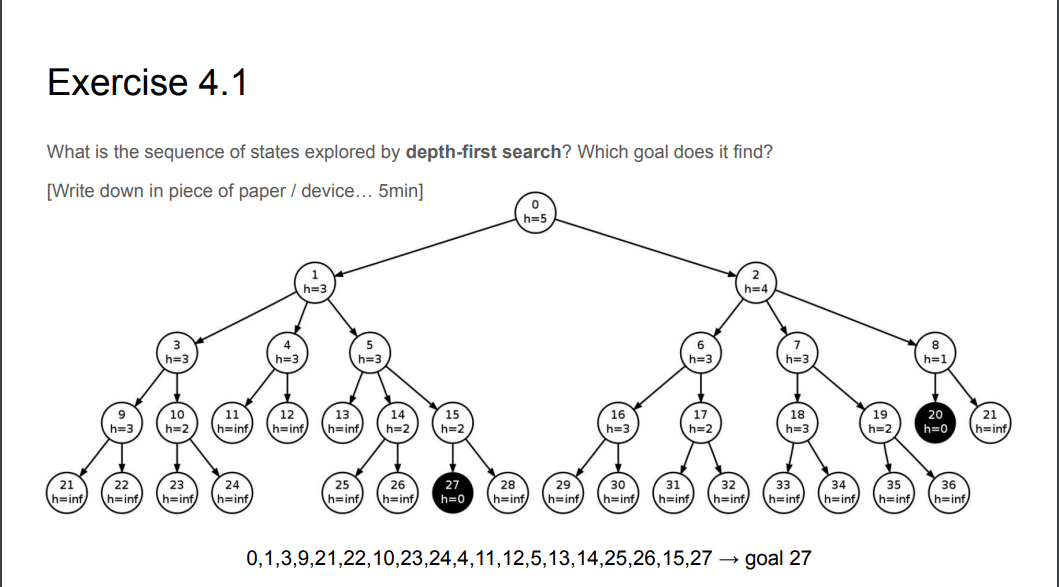 Exercise 4.1
What is the sequence of states explored by depth-first search? Which goal does it find?
[Write down in piece of paper / device… 5min]
0
h=5
1
h=3
2
h=4
3
h=3
4
h=3
5
h=3
6
h=3
7
h=3
8
h=1
9
h=3
10
h=2
11
h=inf
12
h=inf
13
h=inf
14
h=2
15
h=2
16
h=3
17
h=2
18
h=3
19
h=2
20
h=0
21
h=inf
21
h=inf
22
h=inf
23
h=inf
24
h=inf
25
h=inf
26
h=inf
27
h=0
28
h=inf
29
h=inf
30
h=inf
31
h=inf
32
h=inf
33
h=inf
34
h=inf
35
h=inf
36
h=inf
0,1,3,9,21,22,10,23,24,4,11,12,5,13,14,25,26,15,27 → goal 27